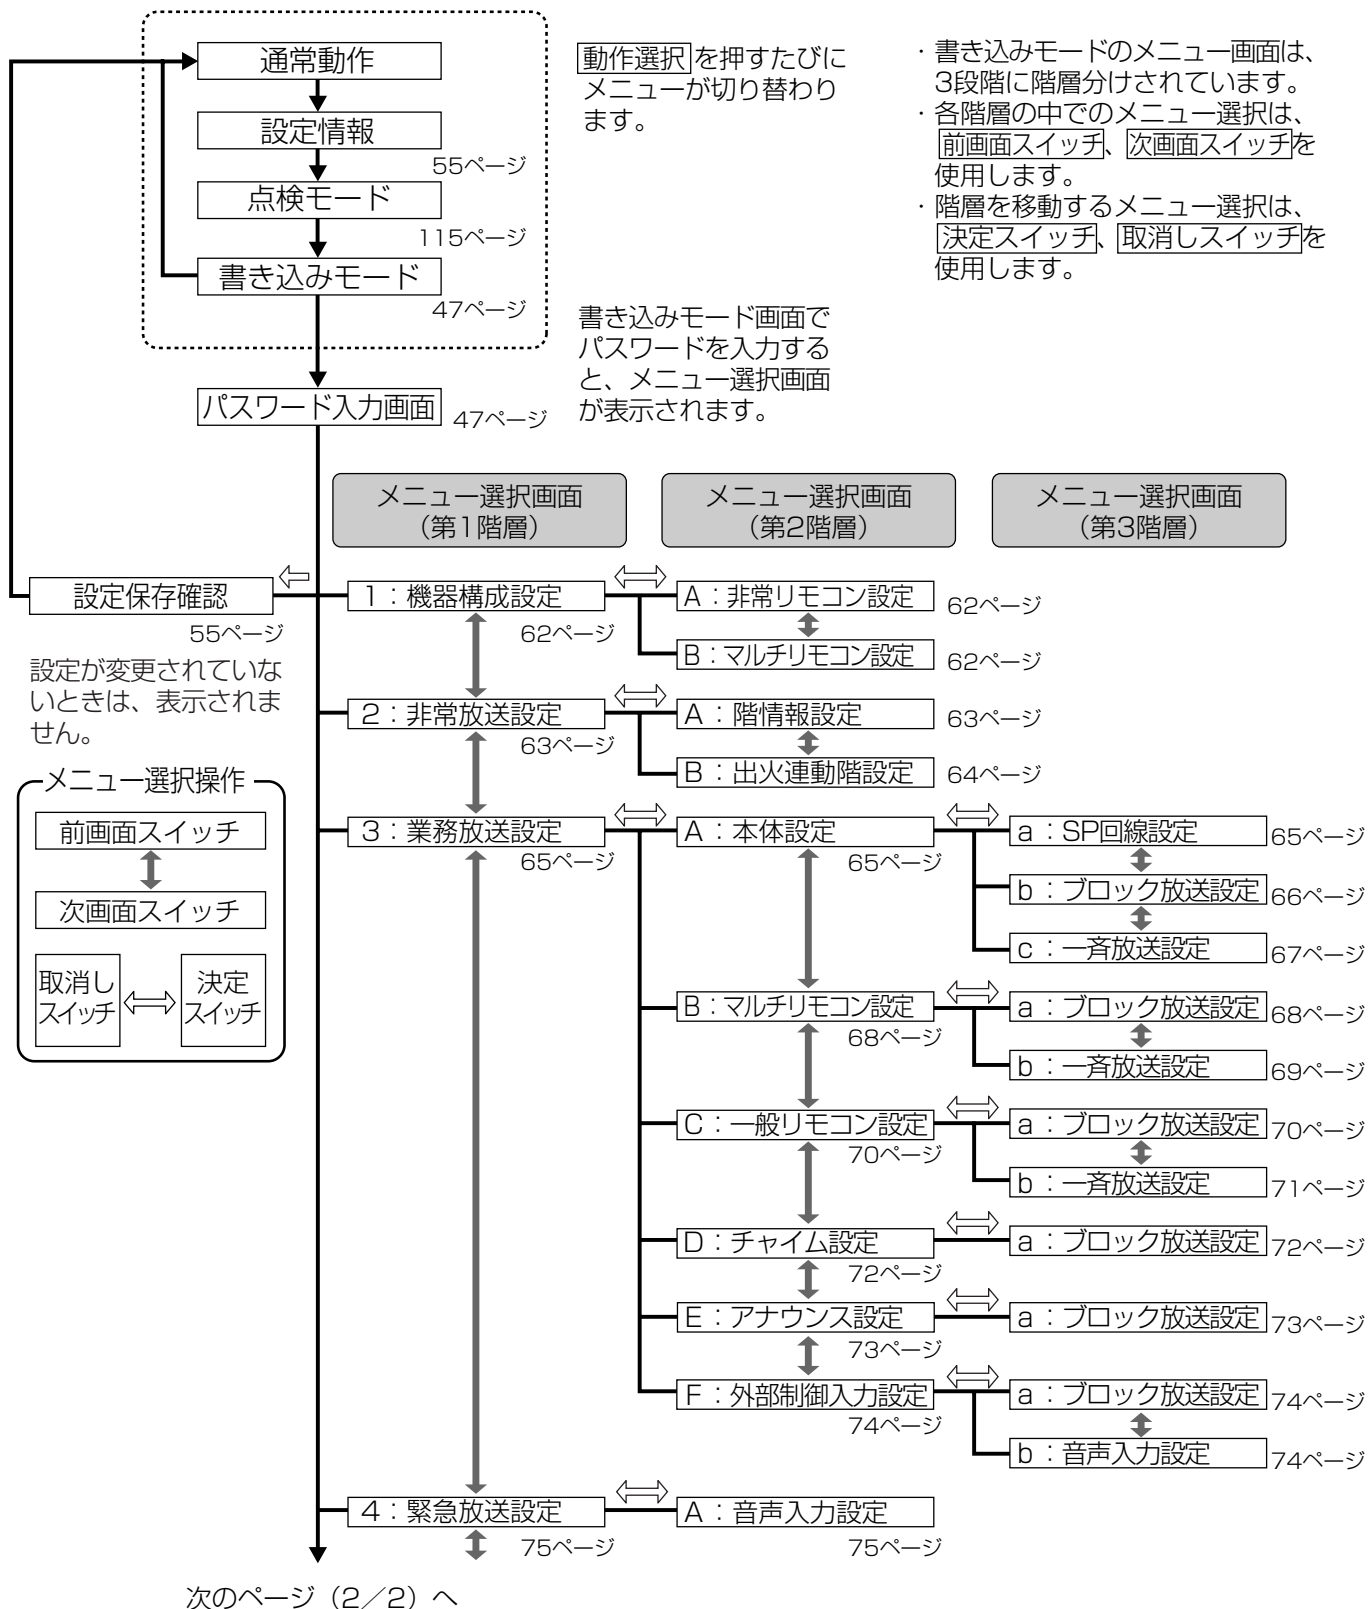 通常動作
設定情報
55ページ
点検モード
115ページ
書き込みモード
47ページ
動作選択を押すたびに
メニューが切り替わり
ます。
・書き込みモードのメニュー画面は、
3段階に階層分けされています。
・各階層の中でのメニュー選択は、
前画面スイッチ、次画面スイッチを
使用します。
・階層を移動するメニュー選択は、
決定スイッチ、取消しスイッチを
使用します。
書き込みモード画面で
パスワードを入力する
と、メニュー選択画面
が表示されます。
パスワード入力画面
47ページ
メニュー選択画面
（第1階層）
メニュー選択画面
（第2階層）
メニュー選択画面
（第3階層）
設定保存確認
55ページ
設定が変更されていな
いときは、表示されま
せん。
メニュー選択操作
前画面スイッチ
次画面スイッチ
取消し
スイッチ
決定
スイッチ
1：機器構成設定
62ページ
A：非常リモコン設定
62ページ
B：マルチリモコン設定
62ページ
2：非常放送設定
63ページ
A：階情報設定
63ページ
B：出火連動階設定
64ページ
3：業務放送設定
65ページ
A：本体設定
65ページ
a：SP回線設定
65ページ
b：ブロック放送設定
66ページ
c：一斉放送設定
67ページ
B：マルチリモコン設定
68ページ
a：ブロック放送設定
68ページ
b：一斉放送設定
69ページ
C：一般リモコン設定
70ページ
a：ブロック放送設定
70ページ
b：一斉放送設定
71ページ
D：チャイム設定
72ページ
a：ブロック放送設定
72ページ
E：アナウンス設定
73ページ
a：ブロック放送設定
73ページ
F：外部制御入力設定
74ページ
a：ブロック放送設定
74ページ
b：音声入力設定
74ページ
4：緊急放送設定
75ページ
A：音声入力設定
75ページ
次のページ（2／2）へ